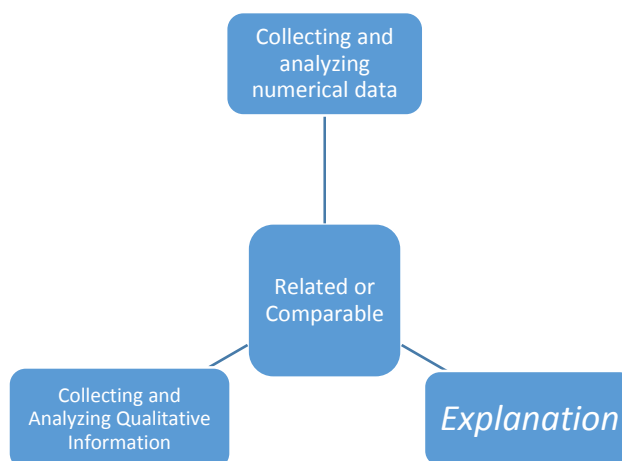 Collecting and
analyzing
numerical data
Related or
Comparable
Collecting and
Analyzing Qualitative
Information
Explanation